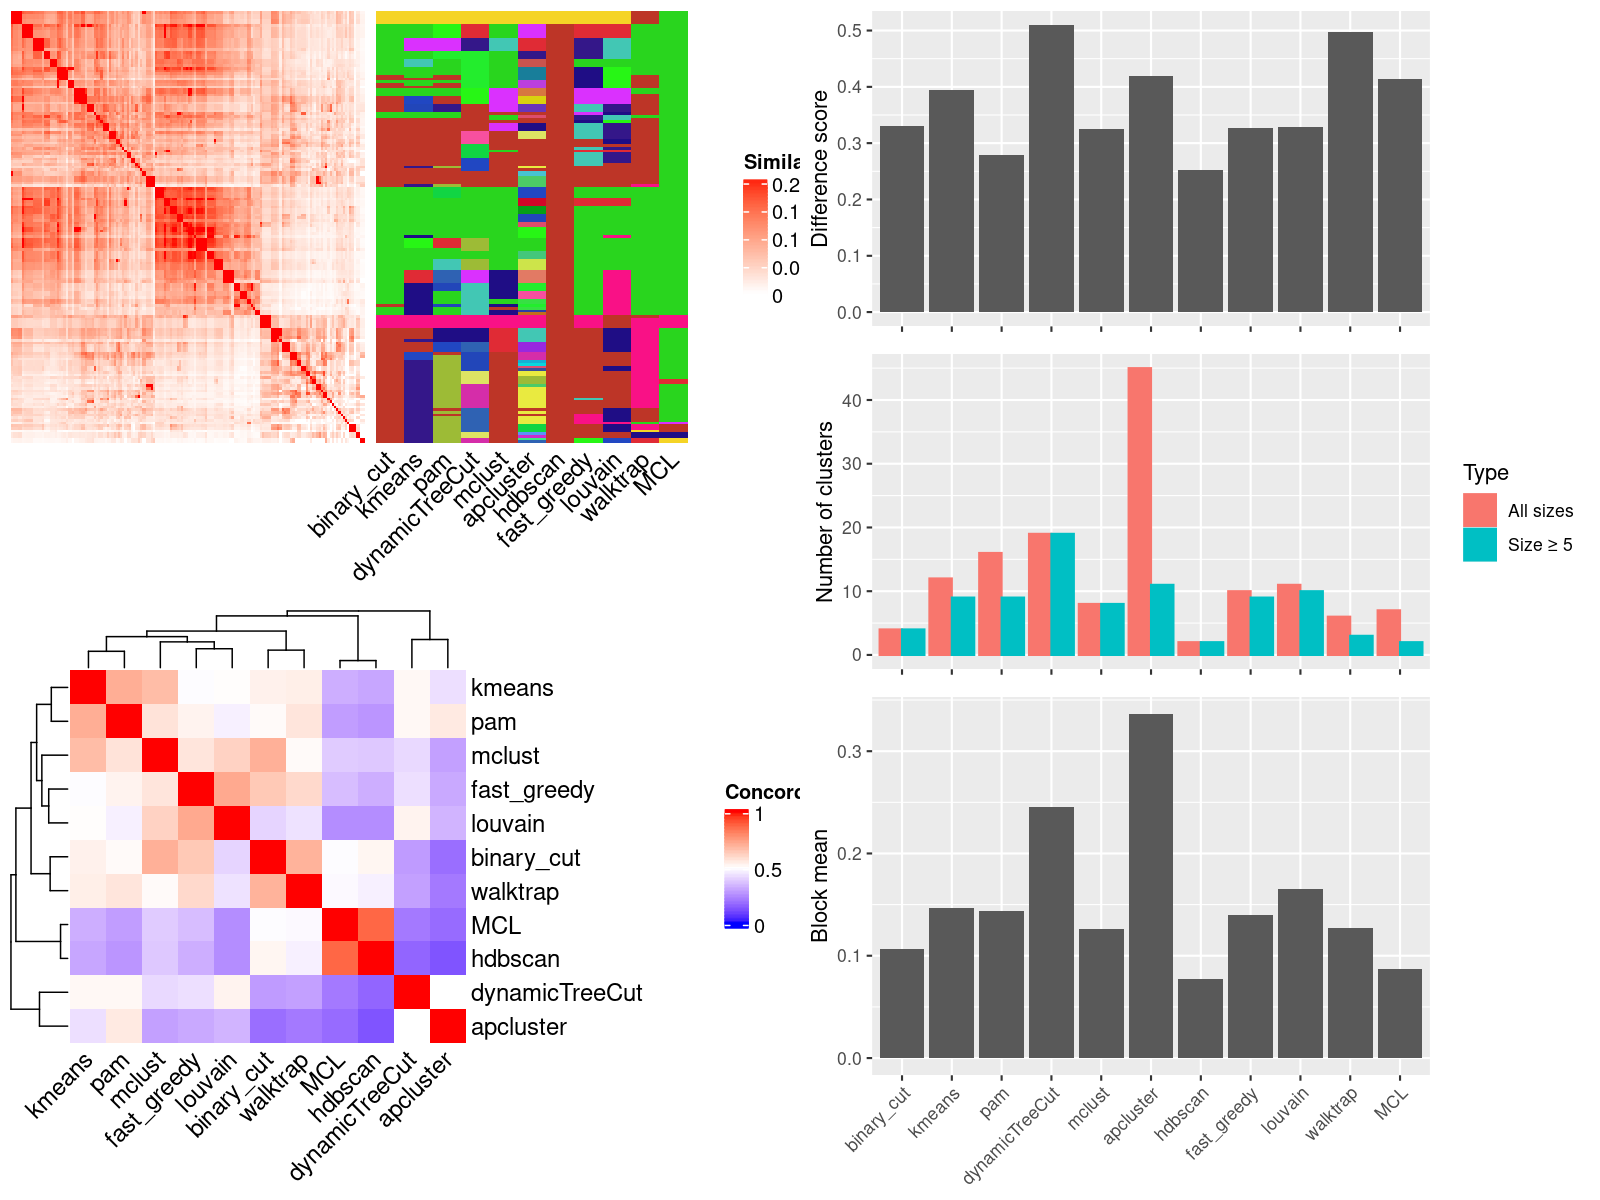 Simila
0.2
0.1
0.1
0.0
0
binary_cut
kmeans
pam
dynamicTreeCut
mclust
apcluster
hdbscan
fast_greedy
louvain
walktrap
MCL
kmeans
pam
mclust
fast_greedy
louvain
binary_cut
walktrap
MCL
hdbscan
dynamicTreeCut
apcluster
kmeans
pam
mclust
fast_greedy
louvain
binary_cut
walktrap
MCL
hdbscan
dynamicTreeCut
apcluster
Concord
1
0.5
0
Difference score
0.5
0.4
0.3
0.2
0.1
0.0
Number of clusters
40
30
20
10
0
Type
All sizes
Size ≥ 5
Block mean
0.3
0.2
0.1
0.0
binary_cut
kmeans
pam
dynamicTreeCut
mclust
apcluster
hdbscan
fast_greedy
louvain
walktrap
MCL